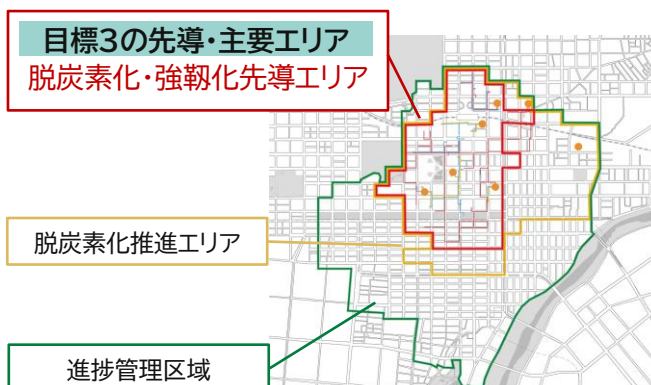 目標3の先導・主要エリア
脱炭素化・強靱化先導エリア
脱炭素化推進エリア
進捗管理区域